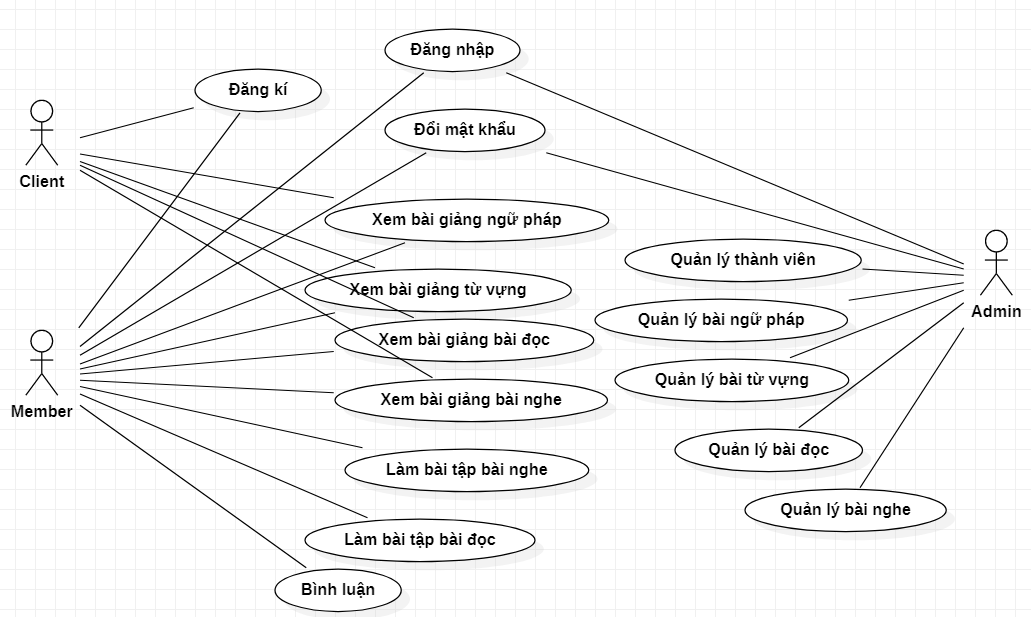 Đăng nhập
Đăng kí
Đổi mật khẩu
Client
Xem bài giảng ngữ pháp
Quản lý thành viên
Xem bài giảng từ vựng
Admin
Quản lý bài ngữ pháp
Xem bài giảng bài đọc
Quản lý bài từ vựng
Xem bài giảng bài nghe
Member
Quản lý bài đọc
Làm bài tập bài nghe
Quản lý bài nghe
Làm bài tập bài đọc
Bình luận